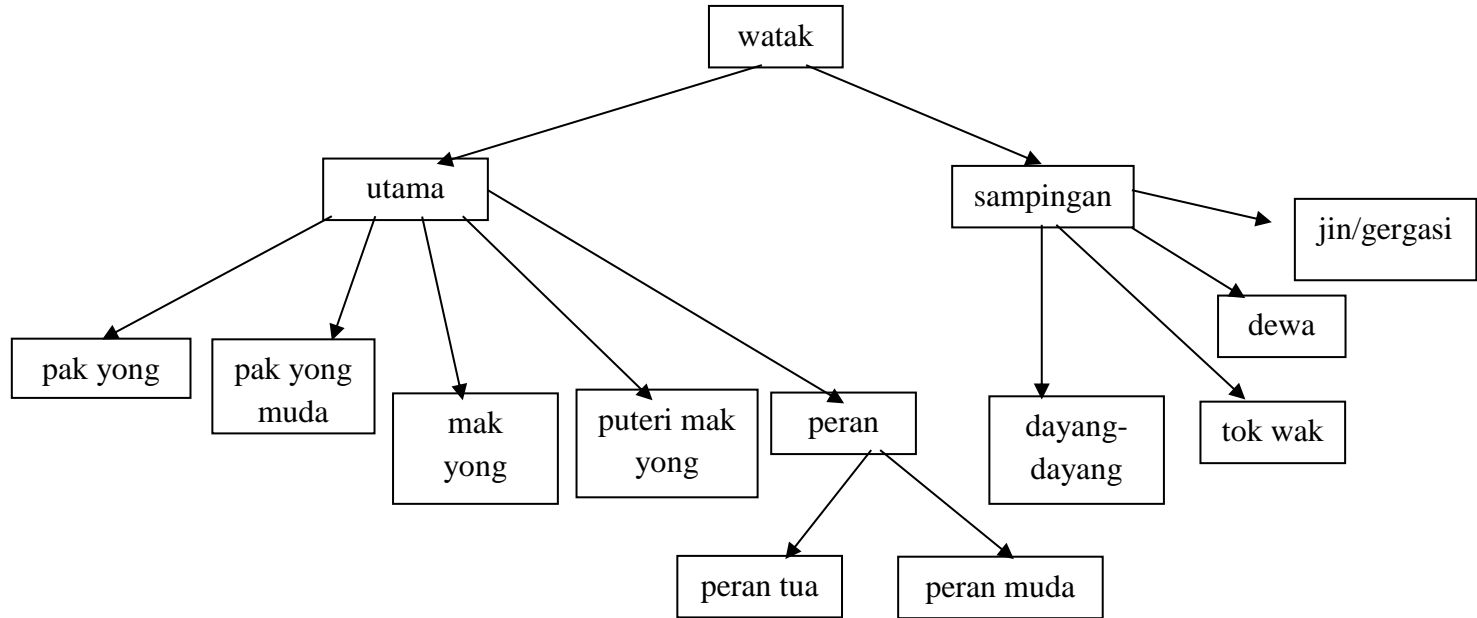 watak
utama
sampingan
jin/gergasi
dewa
pak yong
pak yong
muda
mak
yong
puteri mak
yong
peran
dayang-
dayang
tok wak
peran tua
peran muda